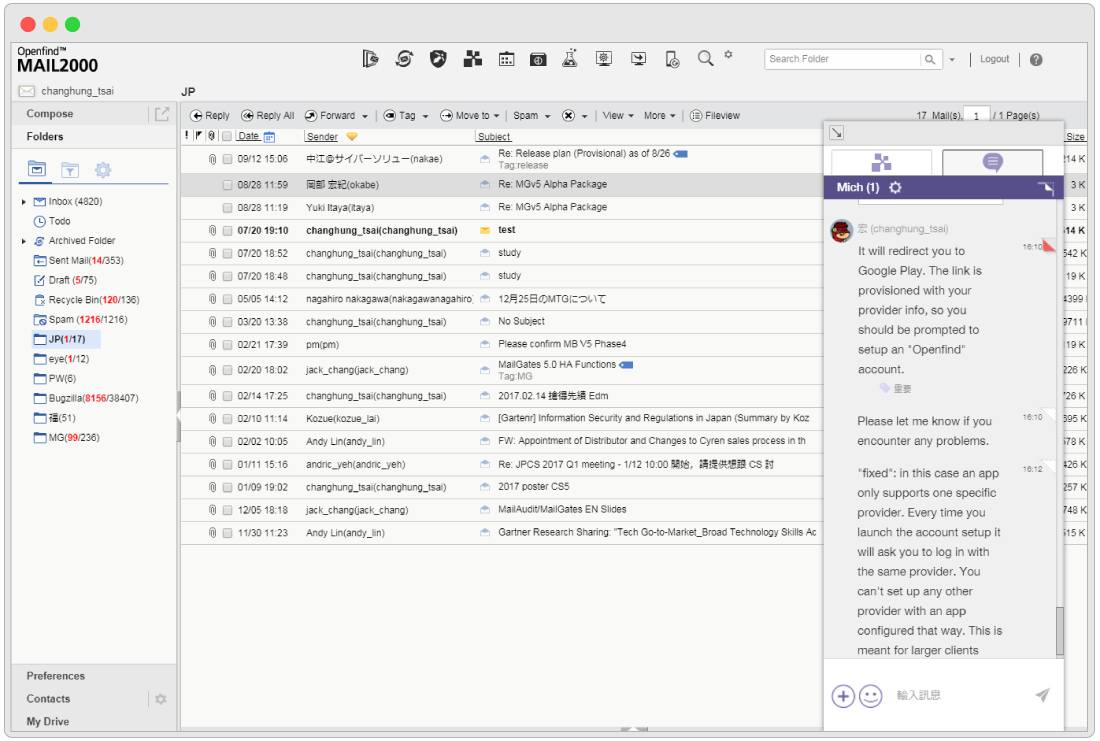 Openfind™
MAIL2000
Search Folder
Logout
changhung_tsai
JP
Compose
Reply Reply All Forward Tag Move to Spam View More Fileview 17 Mail(s), 1 / 1 Page(s)
Folders
! Date Sender Subject Size
Inbox (4820)
Todo
Archived Folder
Sent Mail(14/353)
Draft (5/75)
Recycle Bin(120/136)
Spam (1216/1216)
JP(1/17)
eye(1/12)
PW(6)
Bugzilla(8156/38407)
福(51)
MG(99/236)
Preferences
Contacts
My Drive
09/12 15:06 中江@サイバーソリュー(nakae) Re: Release plan (Provisional) as of 8/26 214 K
Tag:release
08/28 11:59 岡部 宏紀(okabe) Re: MGv5 Alpha Package 3 K
08/28 11:19 Yuki Itaya(itaya) Re: MGv5 Alpha Package 3 K
07/20 19:10 changhung_tsai(changhung_tsai) test 614 K
07/20 18:52 changhung_tsai(changhung_tsai) study 542 K
07/20 18:48 changhung_tsai(changhung_tsai) study 19 K
05/05 14:12 nagahiro nakagawa(nakagawanagahiro) 12月25日のMTGについて 4399
03/20 13:38 changhung_tsai(changhung_tsai) No Subject 9711
02/21 17:39 pm(pm) Please confirm MB V5 Phase4 19 K
02/20 18:02 jack_chang(jack_chang) MailGates 5.0 HA Functions 226 K
Tag:MG
02/14 17:25 changhung_tsai(changhung_tsai) 2017.02.14 搶得先績 Edm 726 K
02/10 11:14 Kozue(kozue_lai) [Gartenr] Information Security and Regulations in Japan (Summary by Koz 595 K
02/02 10:05 Andy Lin(andy_lin) FW: Appointment of Distributor and Changes to Cyren sales process in th 578 K
01/11 15:16 andric_yeh(andric_yeh) Re: JPCS 2017 Q1 meeting - 1/12 10:00 開始，請提供想跟 CS 討 426 K
01/09 19:02 changhung_tsai(changhung_tsai) 2017 poster CS5 257 K
12/05 18:18 jack_chang(jack_chang) MailAudit/MailGates EN Slides 748 K
11/30 11:23 Andy Lin(andy_lin) Gartner Research Sharing: "Tech Go-to-Market_Broad Technology Skills Ac 515 K
Mich (1)
宏 (changhung_tsai)
It will redirect you to 16:10
Google Play. The link is
provisioned with your
provider info, so you
should be prompted to
setup an "Openfind"
account.
重要
Please let me know if you 16:10
encounter any problems.
"fixed": in this case an app 16:12
only supports one specific
provider. Every time you
launch the account setup it
will ask you to log in with
the same provider. You
can't set up any other
provider with an app
configured that way. This is
meant for larger clients
輸入訊息